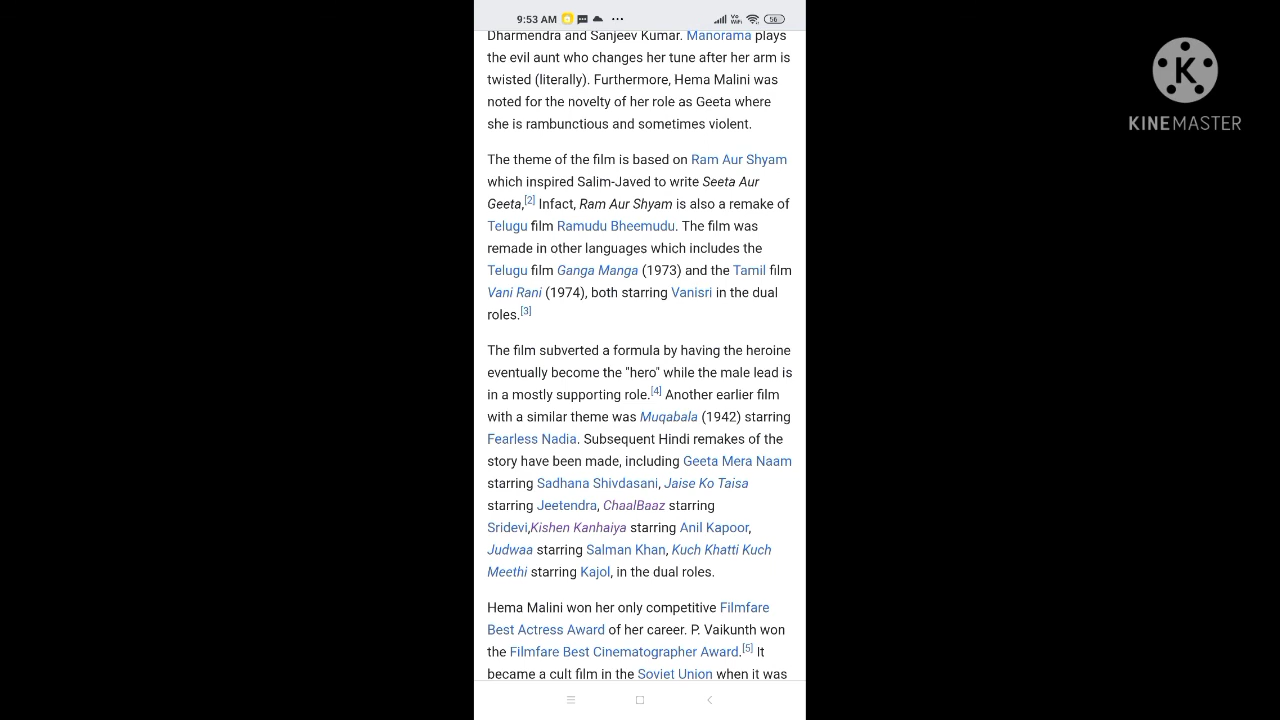 9:53 AM
Vo
WiFi
56
Dharmendra and Sanjeev Kumar. Manorama plays
the evil aunt who changes her tune after her arm is
twisted (literally). Furthermore, Hema Malini was
noted for the novelty of her role as Geeta where
she is rambunctious and sometimes violent.
The theme of the film is based on Ram Aur Shyam
which inspired Salim-Javed to write Seeta Aur
Geeta,[2] Infact, Ram Aur Shyam is also a remake of
Telugu film Ramudu Bheemudu. The film was
remade in other languages which includes the
Telugu film Ganga Manga (1973) and the Tamil film
Vani Rani (1974), both starring Vanisri in the dual
roles.[3]
The film subverted a formula by having the heroine
eventually become the "hero" while the male lead is
in a mostly supporting role.[4] Another earlier film
with a similar theme was Muqabala (1942) starring
Fearless Nadia. Subsequent Hindi remakes of the
story have been made, including Geeta Mera Naam
starring Sadhana Shivdasani, Jaise Ko Taisa
starring Jeetendra, ChaalBaaz starring
Sridevi,Kishen Kanhaiya starring Anil Kapoor,
Judwaa starring Salman Khan, Kuch Khatti Kuch
Meethi starring Kajol, in the dual roles.
Hema Malini won her only competitive Filmfare
Best Actress Award of her career. P. Vaikunth won
the Filmfare Best Cinematographer Award.[5] It
became a cult film in the Soviet Union when it was
K
KINEMASTER